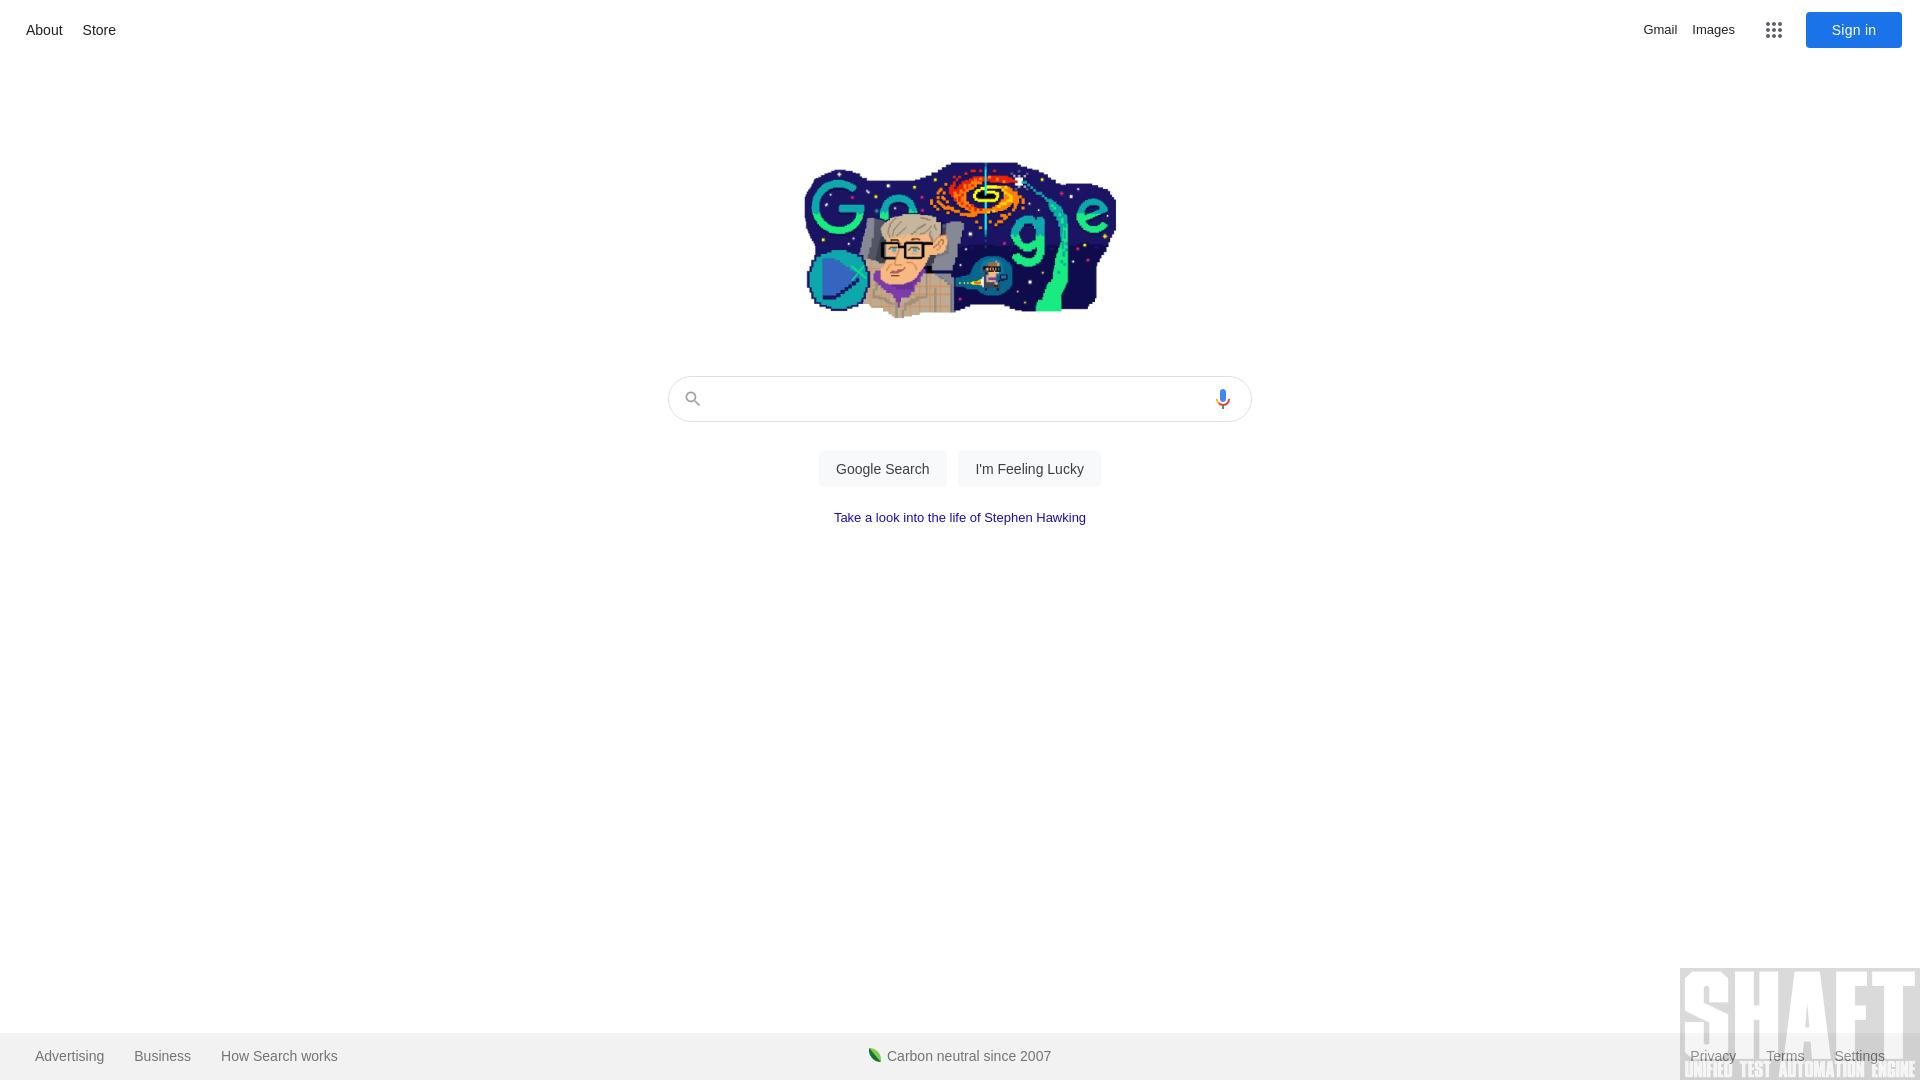 About Store
Gmail Images Sign in
Google
Google Search I'm Feeling Lucky
Take a look into the life of Stephen Hawking
SHAFT
Advertising Business How Search works Carbon neutral since 2007 Privacy Terms Settings
UNIFIED TEST AUTOMATION ENGINE